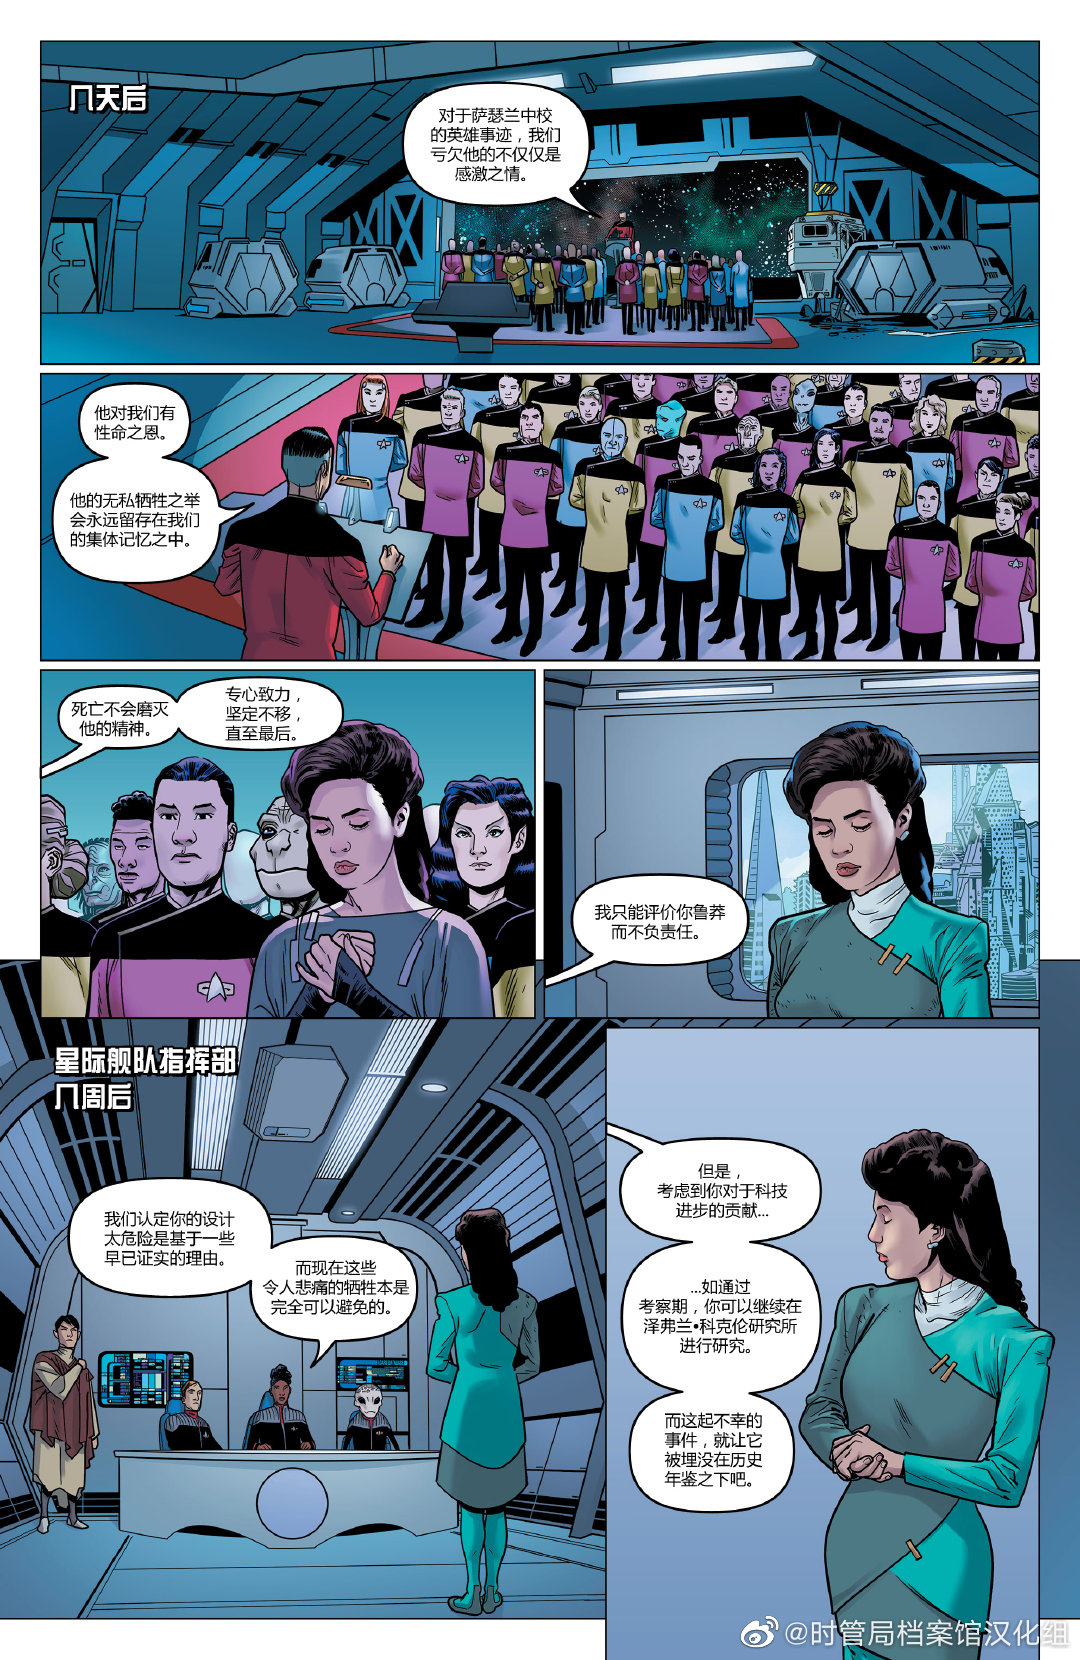 几天后
对于萨瑟兰中校
的英雄事迹，我们
亏欠他的不仅仅是
感激之情。
他对我们有
性命之恩。
他的无私牺牲之举
会永远留存在我们
的集体记忆之中。
死亡不会磨灭
他的精神。
专心致力，
坚定不移，
直至最后。
我只能评价你鲁莽
而不负责任。
星际舰队指挥部
几周后
我们认定你的设计
太危险是基于一些
早已证实的理由。
而现在这些
令人悲痛的牺牲本是
完全可以避免的。
但是，
考虑到你对于科技
进步的贡献...
...如通过
考察期，你可以继续在
泽弗兰•科克伦研究所
进行研究。
而这起不幸的
事件，就让它
被埋没在历史
年鉴之下吧。
@时管局档案馆汉化组